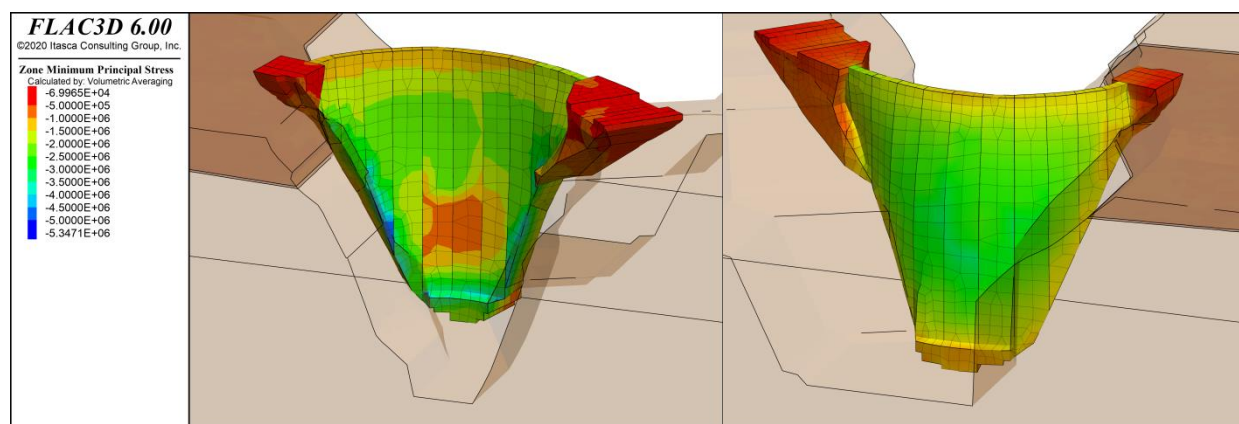 FLAC3D 6.00
©2020 Itasca Consulting Group, Inc.
Zone Minimum Principal Stress
Calculated by: Volumetric Averaging
-6.9965E+04
-5.0000E+05
-1.0000E+06
-1.5000E+06
-2.0000E+06
-2.5000E+06
-3.0000E+06
-3.5000E+06
-4.0000E+06
-4.5000E+06
-5.0000E+06
-5.3471E+06